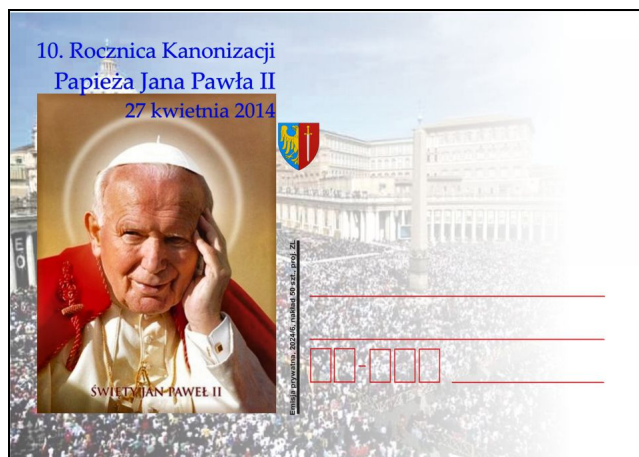 10. Rocznica Kanonizacji
Papieża Jana Pawła II
27 kwietnia 2014
ŚWIĘTY JAN PAWEŁ II
Emisja prywatna, 2024/6, nakład 50 szt., proj. ZL